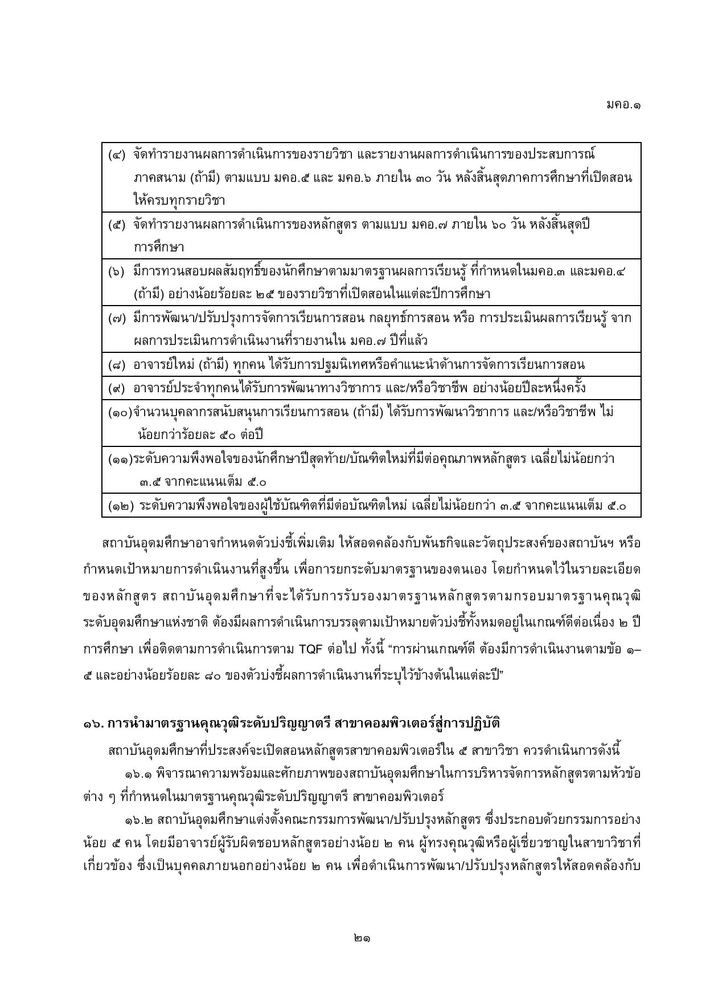 มคอ.๑
(๔) จัดทำรายงานผลการดำเนินการของรายวิชา และรายงานผลการดำเนินการของประสบการณ์
ภาคสนาม (ถ้ามี) ตามแบบ มคอ.๕ และ มคอ.๖ ภายใน ๓๐ วัน หลังสิ้นสุดภาคการศึกษาที่เปิดสอน
ให้ครบทุกรายวิชา
(๕) จัดทำรายงานผลการดำเนินการของหลักสูตร ตามแบบ มคอ.๗ ภายใน ๖๐ วัน หลังสิ้นสุดปี
การศึกษา
(๖) มีการทวนสอบผลสัมฤทธิ์ของนักศึกษาตามมาตรฐานผลการเรียนรู้ ที่กำหนดในมคอ.๓ และมคอ.๔
(ถ้ามี) อย่างน้อยร้อยละ ๒๕ ของรายวิชาที่เปิดสอนในแต่ละปีการศึกษา
(๗) มีการพัฒนา/ปรับปรุงการจัดการเรียนการสอน กลยุทธ์การสอน หรือ การประเมินผลการเรียนรู้ จาก
ผลการประเมินการดำเนินงานที่รายงานใน มคอ.๗ ปีที่แล้ว
(๘) อาจารย์ใหม่ (ถ้ามี) ทุกคน ได้รับการปฐมนิเทศหรือคำแนะนำด้านการจัดการเรียนการสอน
(๙) อาจารย์ประจำทุกคนได้รับการพัฒนาทางวิชาการ และ/หรือวิชาชีพ อย่างน้อยปีละหนึ่งครั้ง
(๑๐)จำนวนบุคลากรสนับสนุนการเรียนการสอน (ถ้ามี) ได้รับการพัฒนาวิชาการ และ/หรือวิชาชีพ ไม่
น้อยกว่าร้อยละ ๕๐ ต่อปี
(๑๑)ระดับความพึงพอใจของนักศึกษาปีสุดท้าย/บัณฑิตใหม่ที่มีต่อคุณภาพหลักสูตร เฉลี่ยไม่น้อยกว่า
๓.๕ จากคะแนนเต็ม ๕.๐
(๑๒) ระดับความพึงพอใจของผู้ใช้บัณฑิตที่มีต่อบัณฑิตใหม่ เฉลี่ยไม่น้อยกว่า ๓.๕ จากคะแนนเต็ม ๕.๐
สถาบันอุดมศึกษาอาจกำหนดตัวบ่งชี้เพิ่มเติม ให้สอดคล้องกับพันธกิจและวัตถุประสงค์ของสถาบันฯ หรือ
กำหนดเป้าหมายการดำเนินงานที่สูงขึ้น เพื่อการยกระดับมาตรฐานของตนเอง โดยกำหนดไว้ในรายละเอียด
ของหลักสูตร สถาบันอุดมศึกษาที่จะได้รับการรับรองมาตรฐานหลักสูตรตามกรอบมาตรฐานคุณวุฒิ
ระดับอุดมศึกษาแห่งชาติ ต้องมีผลการดำเนินการบรรลุตามเป้าหมายตัวบ่งชี้ทั้งหมดอยู่ในเกณฑ์ดีต่อเนื่อง ๒ ปี
การศึกษา เพื่อติดตามการดำเนินการตาม TQF ต่อไป ทั้งนี้ “การผ่านเกณฑ์ดี ต้องมีการดำเนินงานตามข้อ ๑–
๕ และอย่างน้อยร้อยละ ๘๐ ของตัวบ่งชี้ผลการดำเนินงานที่ระบุไว้ข้างต้นในแต่ละปี”
๑๖. การนำมาตรฐานคุณวุฒิระดับปริญญาตรี สาขาคอมพิวเตอร์สู่การปฏิบัติ
สถาบันอุดมศึกษาที่ประสงค์จะเปิดสอนหลักสูตรสาขาคอมพิวเตอร์ใน ๕ สาขาวิชา ควรดำเนินการดังนี้
๑๖.๑ พิจารณาความพร้อมและศักยภาพของสถาบันอุดมศึกษาในการบริหารจัดการหลักสูตรตามหัวข้อ
ต่าง ๆ ที่กำหนดในมาตรฐานคุณวุฒิระดับปริญญาตรี สาขาคอมพิวเตอร์
๑๖.๒ สถาบันอุดมศึกษาแต่งตั้งคณะกรรมการพัฒนา/ปรับปรุงหลักสูตร ซึ่งประกอบด้วยกรรมการอย่าง
น้อย ๕ คน โดยมีอาจารย์ผู้รับผิดชอบหลักสูตรอย่างน้อย ๒ คน ผู้ทรงคุณวุฒิหรือผู้เชี่ยวชาญในสาขาวิชาที่
เกี่ยวข้อง ซึ่งเป็นบุคคลภายนอกอย่างน้อย ๒ คน เพื่อดำเนินการพัฒนา/ปรับปรุงหลักสูตรให้สอดคล้องกับ
๒๑